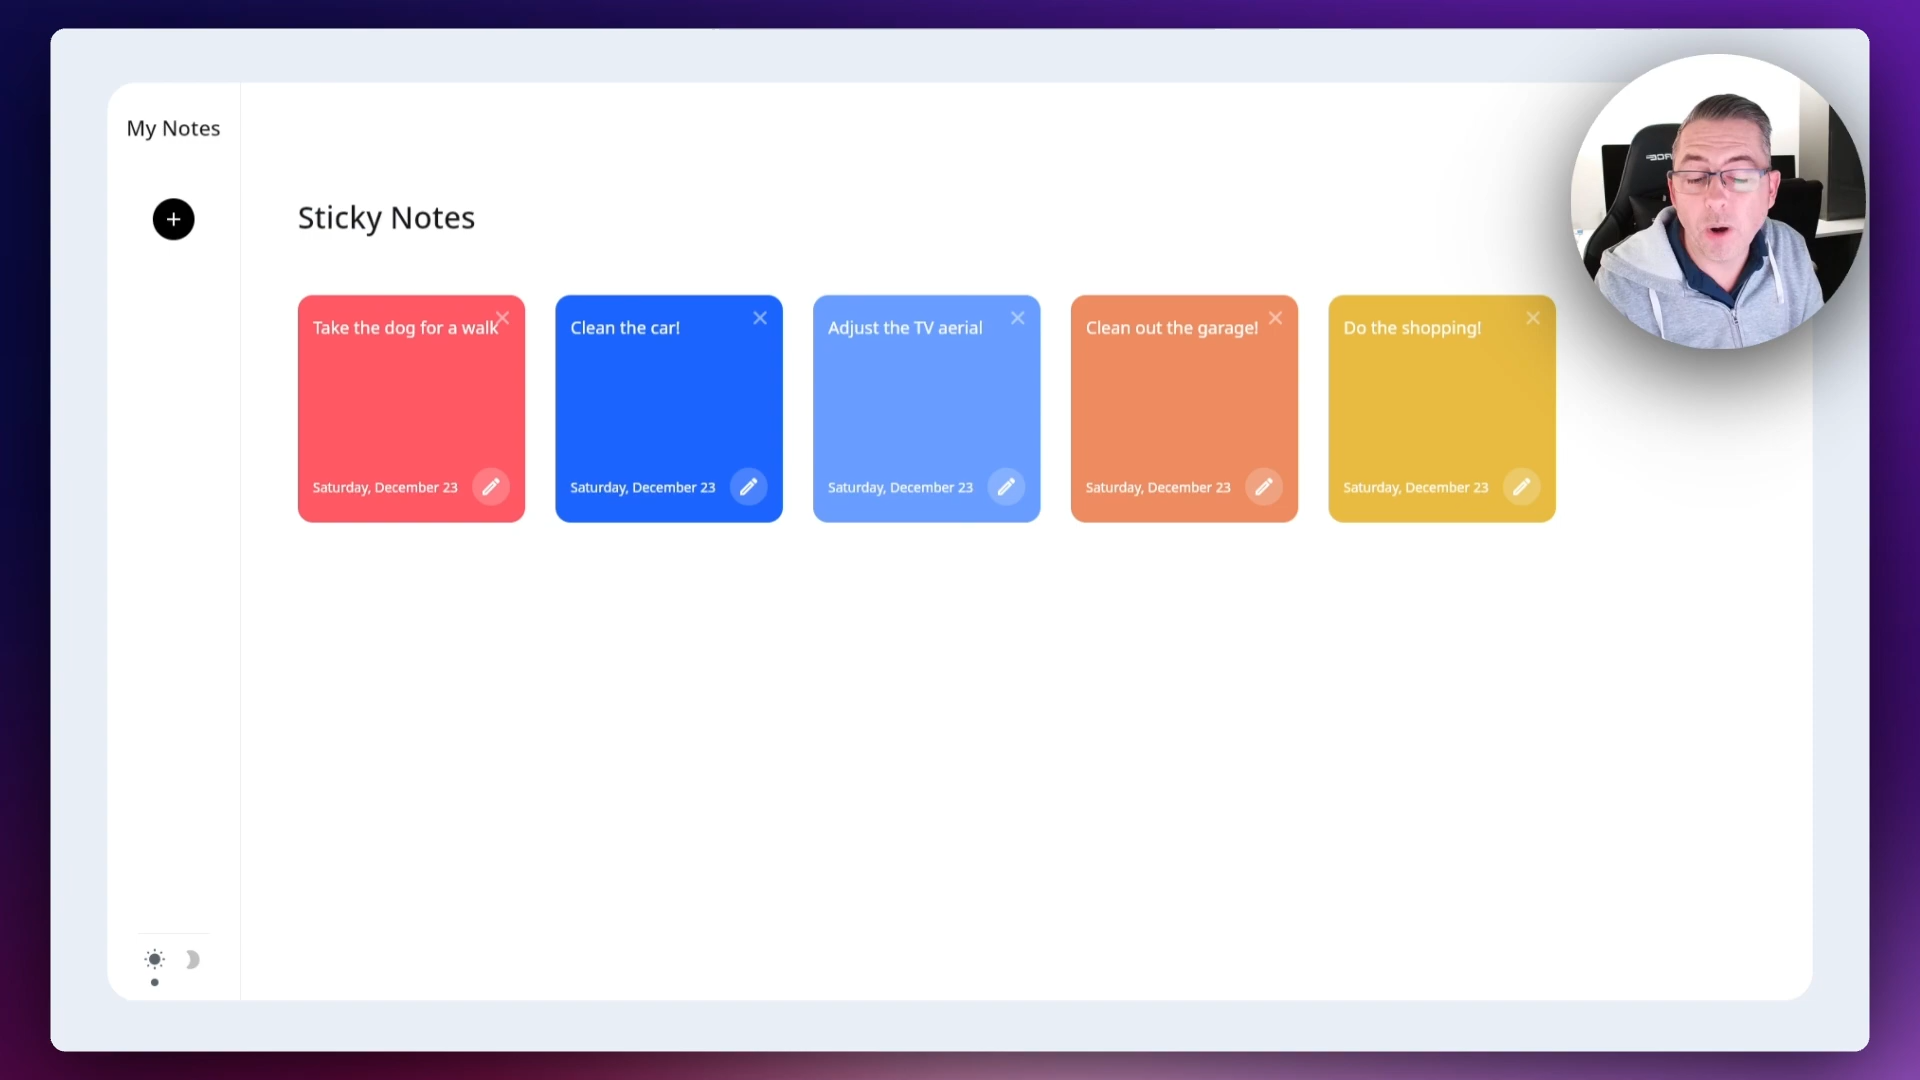 My Notes
Sticky Notes
Take the dog for a walk
Clean the car!
Adjust the TV aerial
Clean out the garage!
Do the shopping!
Saturday, December 23
Saturday, December 23
Saturday, December 23
Saturday, December 23
Saturday, December 23